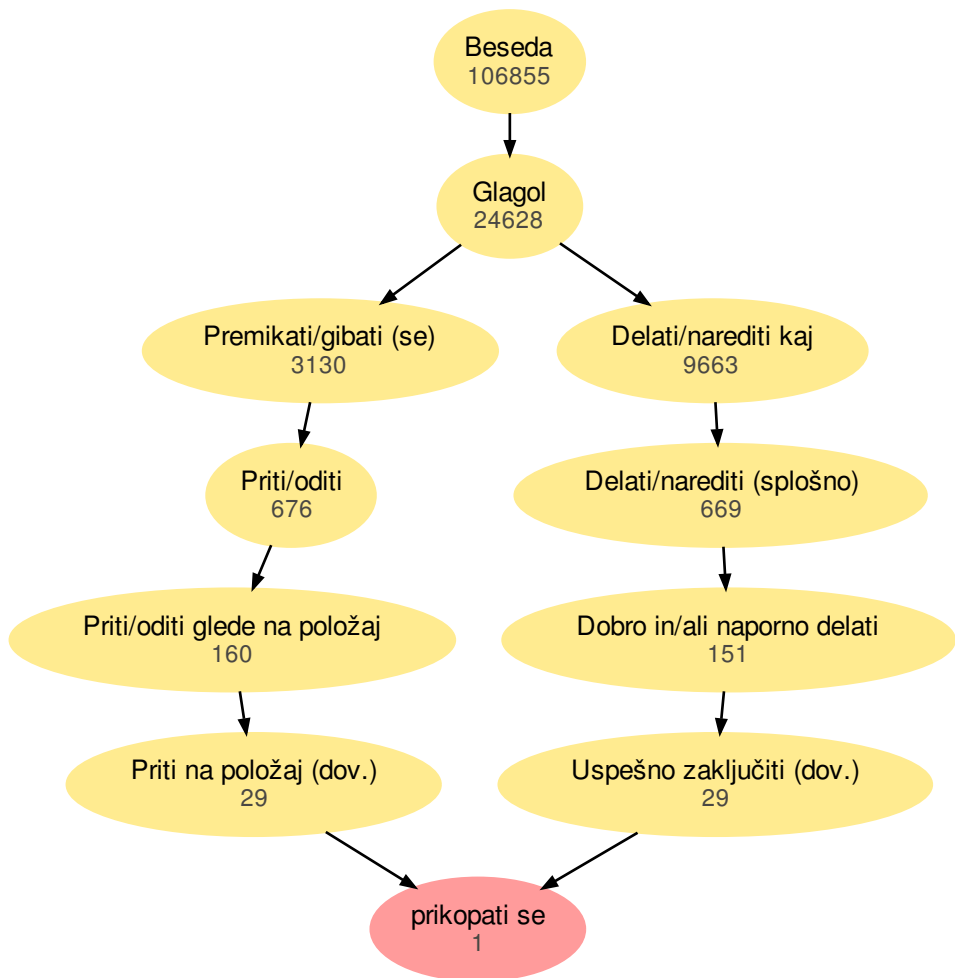 Beseda
106855
Glagol
24628
Premikati/gibati (se)
3130
Delati/narediti kaj
9663
Priti/oditi
676
Delati/narediti (splošno)
669
Priti/oditi glede na položaj
160
Dobro in/ali naporno delati
151
Priti na položaj (dov.)
29
Uspešno zaključiti (dov.)
29
prikopati se
1